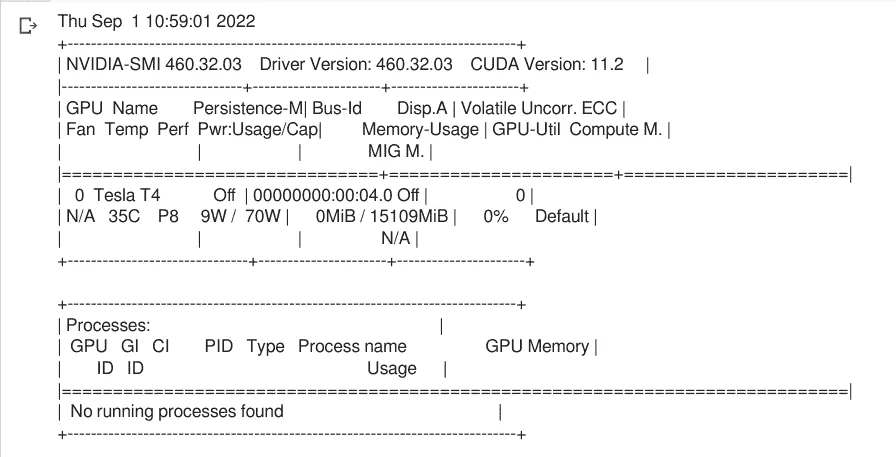 Thu Sep  1 10:59:01 2022
+-----------------------------------------------------------------------------+
| NVIDIA-SMI 460.32.03    Driver Version: 460.32.03    CUDA Version: 11.2     |
|-------------------------------+----------------------+----------------------+
| GPU  Name        Persistence-M| Bus-Id        Disp.A | Volatile Uncorr. ECC |
| Fan  Temp  Perf  Pwr:Usage/Cap|         Memory-Usage | GPU-Util  Compute M. |
|                               |                      |               MIG M. |
|===============================+======================+======================|
|   0  Tesla T4            Off  | 00000000:00:04.0 Off |                    0 |
| N/A   35C    P8     9W /  70W |      0MiB / 15109MiB |      0%      Default |
|                               |                      |                  N/A |
+-------------------------------+----------------------+----------------------+
+-----------------------------------------------------------------------------+
| Processes:                                                                  |
|  GPU   GI   CI        PID   Type   Process name                  GPU Memory |
|        ID   ID                                                   Usage      |
|=============================================================================|
|  No running processes found                                                 |
+-----------------------------------------------------------------------------+